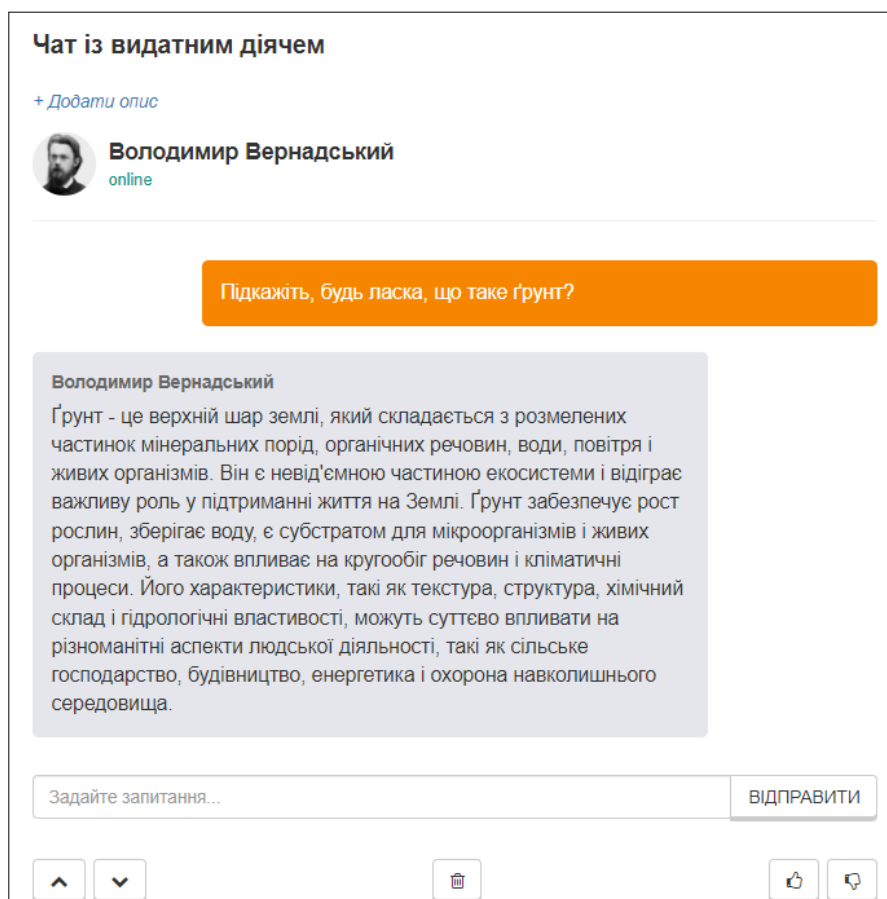 Чат із видатним діячем
+ Додати опис
Володимир Вернадський
online
Підкажіть, будь ласка, що таке ґрунт?
Володимир Вернадський
Ґрунт - це верхній шар землі, який складається з розмелених
частинок мінеральних порід, органічних речовин, води, повітря і
живих організмів. Він є невід'ємною частиною екосистеми і відіграє
важливу роль у підтриманні життя на Землі. Ґрунт забезпечує рост
рослин, зберігає воду, є субстратом для мікроорганізмів і живих
організмів, а також впливає на кругообіг речовин і кліматичні
процеси. Його характеристики, такі як текстура, структура, хімічний
склад і гідрологічні властивості, можуть суттєво впливати на
різноманітні аспекти людської діяльності, такі як сільське
господарство, будівництво, енергетика і охорона навколишнього
середовища.
Задайте запитання...
ВІДПРАВИТИ